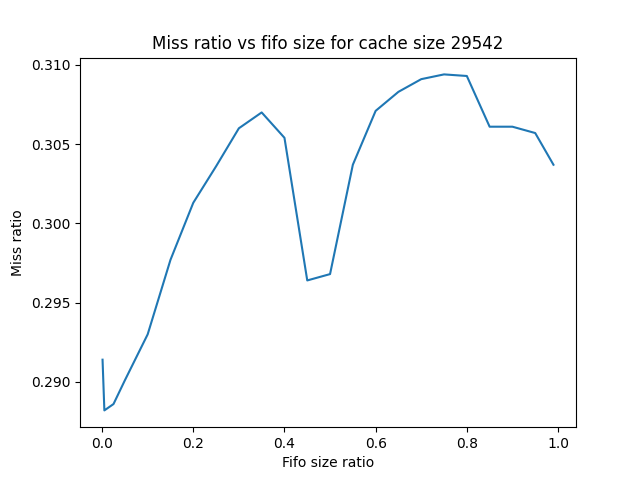 Miss ratio vs fifo size for cache size 29542
0.310
0.305
0.300
0.295
0.290
Miss ratio
0.0 0.2 0.4 0.6 0.8 1.0
Fifo size ratio